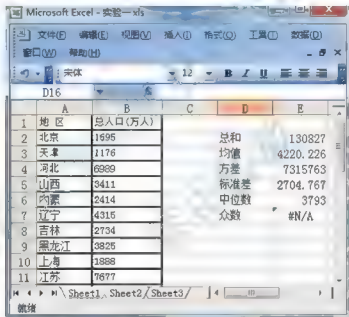 Microsoft Excel - 实验一.xls
文件(F) 编辑(E) 视图(V) 插入(I) 格式(O) 工具(T) 数据(D)
窗口(W) 帮助(H)
宋体 12 B I U
D16
A B C D E
1 地 区 总人口(万人)
2 北京 1695 总和 130827
3 天津 1176 均值 4220.226
4 河北 6989 方差 7315763
5 山西 3411 标准差 2704.767
6 内蒙 2414 中位数 3793
7 辽宁 4315 众数 #N/A
8 吉林 2734
9 黑龙江 3825
10 上海 1888
11 江苏 7677
Sheet1 Sheet2 Sheet3
就绪